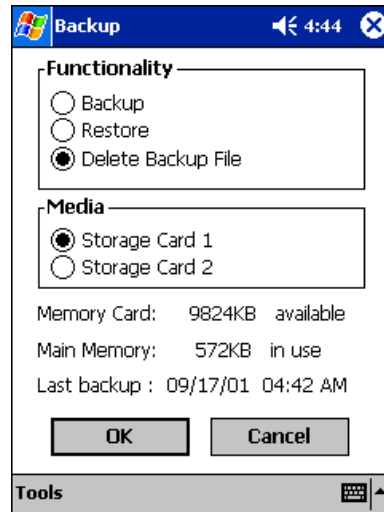 Backup 4:44
Functionality
Backup
Restore
Delete Backup File
Media
Storage Card 1
Storage Card 2
Memory Card: 9824KB available
Main Memory: 572KB in use
Last backup : 09/17/01 04:42 AM
OK Cancel
Tools